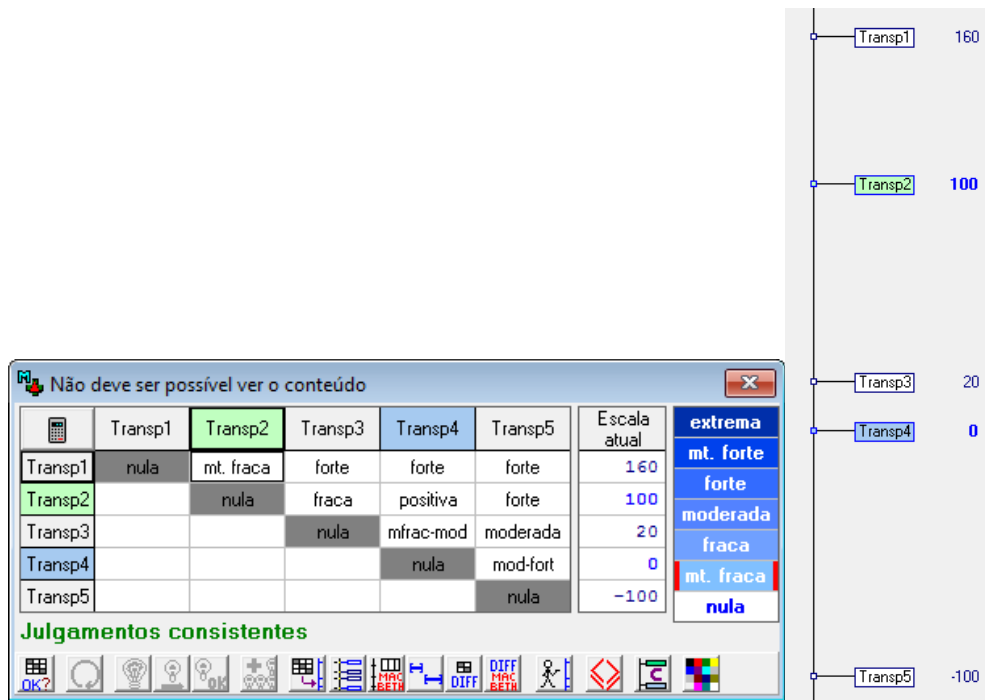 Transp1 160
Transp2 100
Transp3 20
Transp4 0
Transp5 -100
Não deve ser possível ver o conteúdo
Transp1 Transp2 Transp3 Transp4 Transp5 Escala atual
Transp1 nula mt. fraca forte forte forte 160
Transp2 nula fraca positiva forte 100
Transp3 nula mfrac-mod moderada 20
Transp4 nula mod-fort 0
Transp5 nula -100
extrema
mt. forte
forte
moderada
fraca
mt. fraca
nula
Julgamentos consistentes
OK? OK MAC BETH DIFF DIFF MAC BETH C